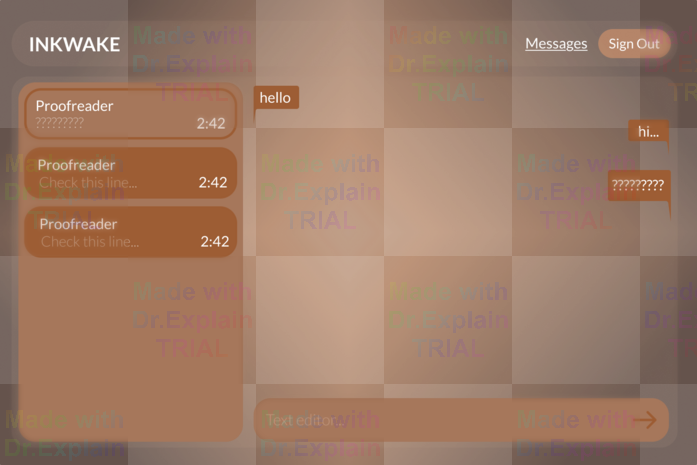 INKWAKE
Messages
Sign Out
Proofreader
?????????
2:42
Proofreader
Check this line...
2:42
Proofreader
Check this line...
2:42
hello
hi...
?????????
Text editor...
Made with
Dr.Explain
TRIAL
Made with
Dr.Explain
TRIAL
Made with
Dr.Explain
TRIAL
Made with
Dr.Explain
TRIAL
Made with
Dr.Explain
TRIAL
Made with
Dr.Explain
TRIAL
Made with
Dr.Explain
TRIAL
Made with
Dr.Explain
Made with
Dr.Explain
Made with
Dr.Explain